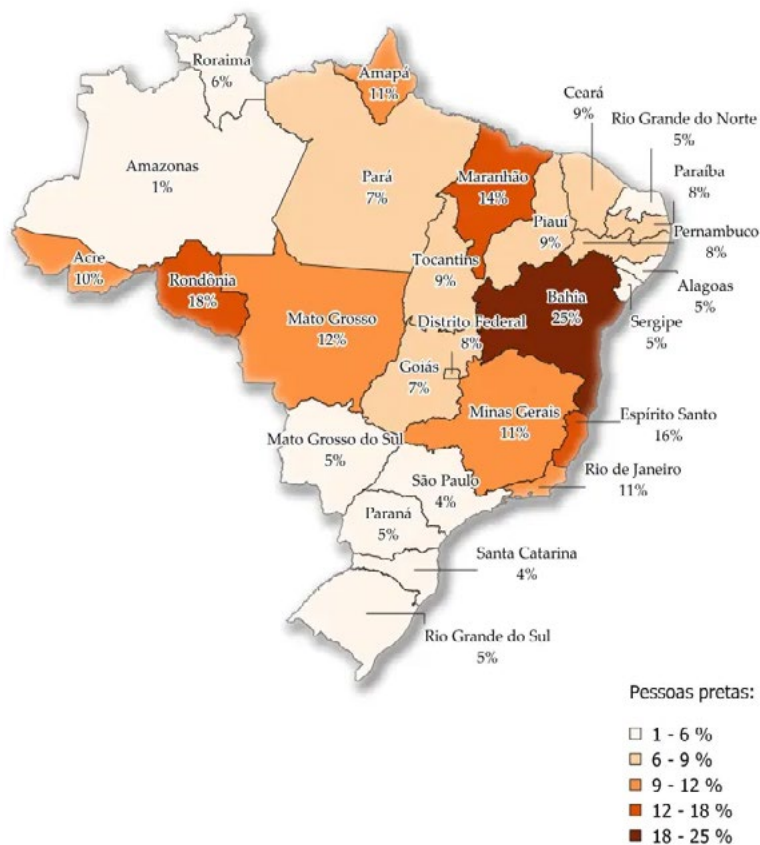 Roraima
6%
Amapá
11%
Ceará
9%
Rio Grande do Norte
5%
Amazonas
1%
Pará
7%
Maranhão
14%
Paraíba
8%
Piauí
9%
Pernambuco
8%
Acre
10%
Rondônia
18%
Tocantins
9%
Alagoas
5%
Mato Grosso
12%
Bahia
25%
Sergipe
5%
Distrito Federal
8%
Goiás
7%
Minas Gerais
11%
Espírito Santo
16%
Mato Grosso do Sul
5%
São Paulo
4%
Rio de Janeiro
11%
Paraná
5%
Santa Catarina
4%
Rio Grande do Sul
5%
Pessoas pretas:
1 - 6 %
6 - 9 %
9 - 12 %
12 - 18 %
18 - 25 %